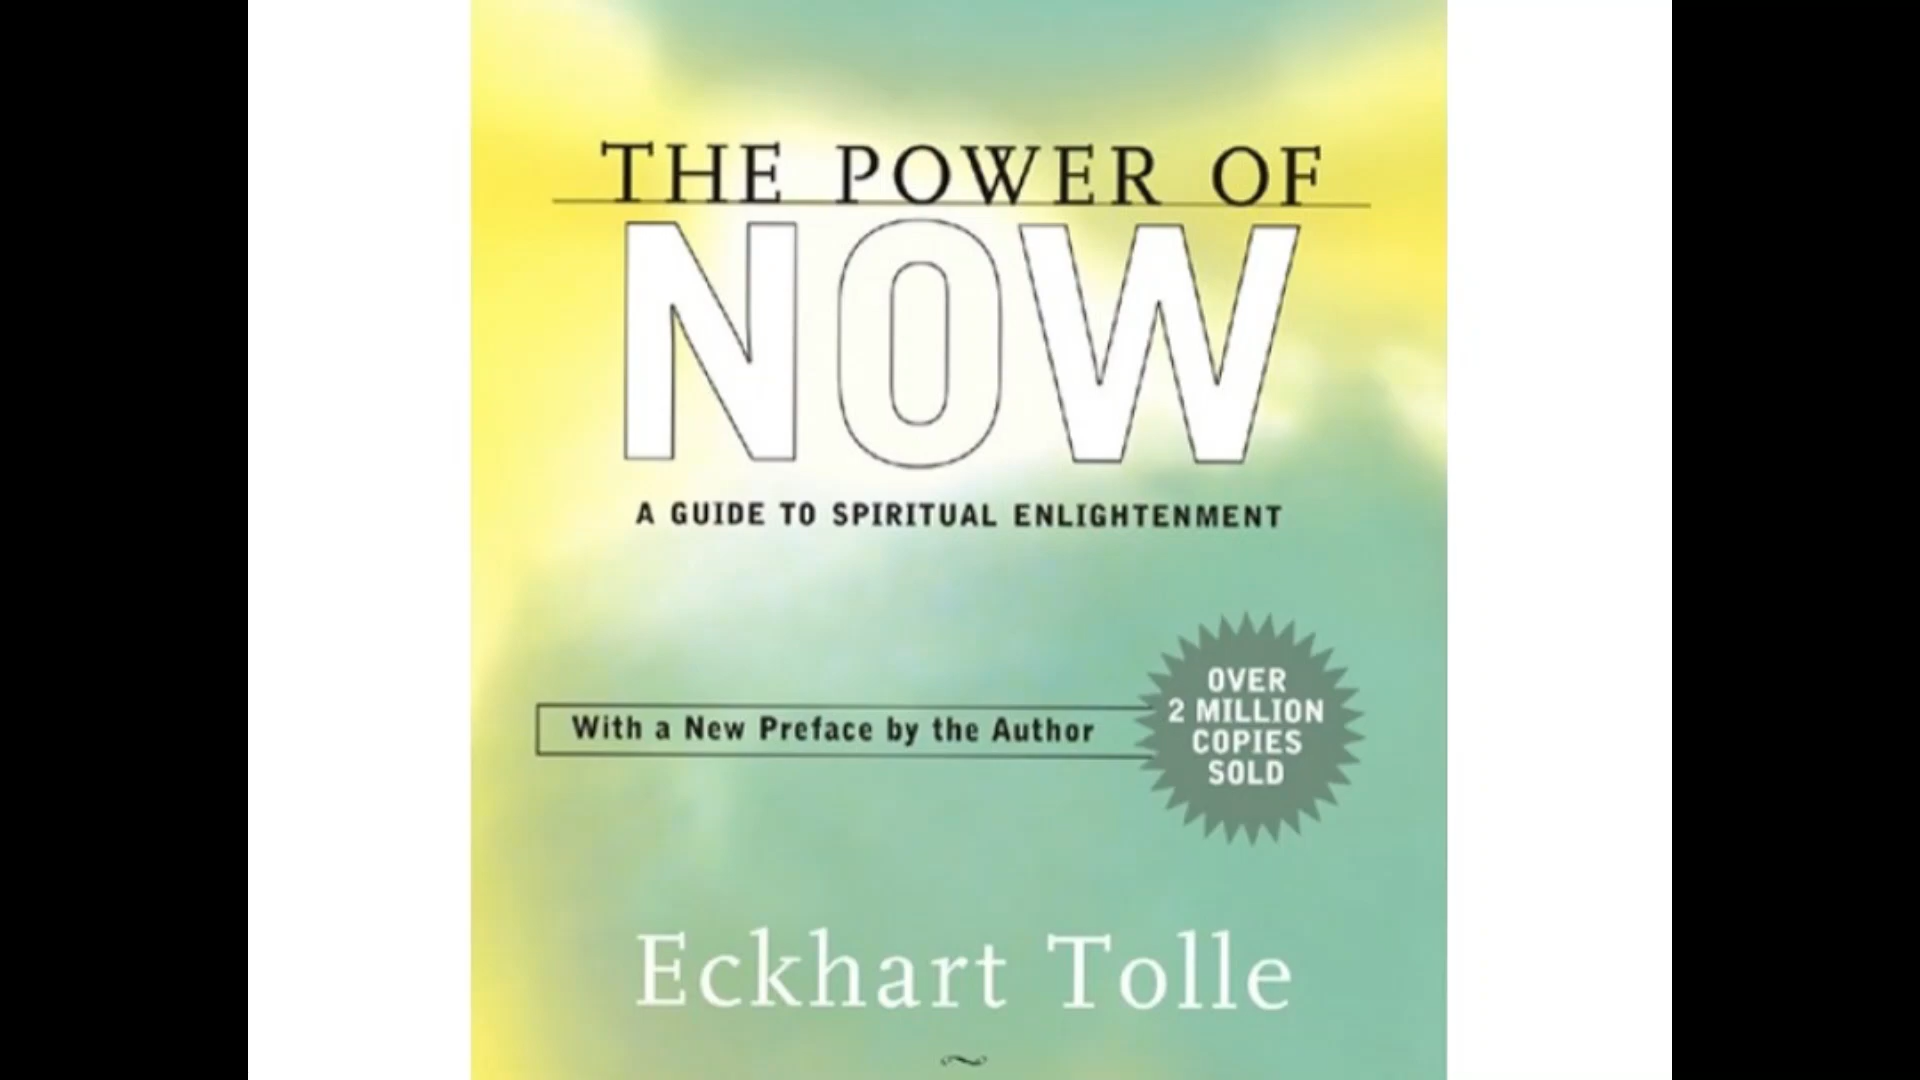 THE POWER OF
NOW
A GUIDE TO SPIRITUAL ENLIGHTENMENT
With a New Preface by the Author
OVER
2 MILLION
COPIES
SOLD
Eckhart Tolle